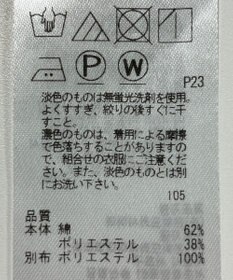 P
W
P23
淡色のものは無蛍光洗剤を使用。
よくすすぎ、絞りの後すぐに干
すこと。
濃色のものは、着用による摩擦
で色落ちすることがありますの
で、組合せの衣服にご注意くださ
い。また、淡色のものとは別
にお洗い下さい。
105
品質
本体 綿 62%
ポリエステル 38%
別布 ポリエステル 100%